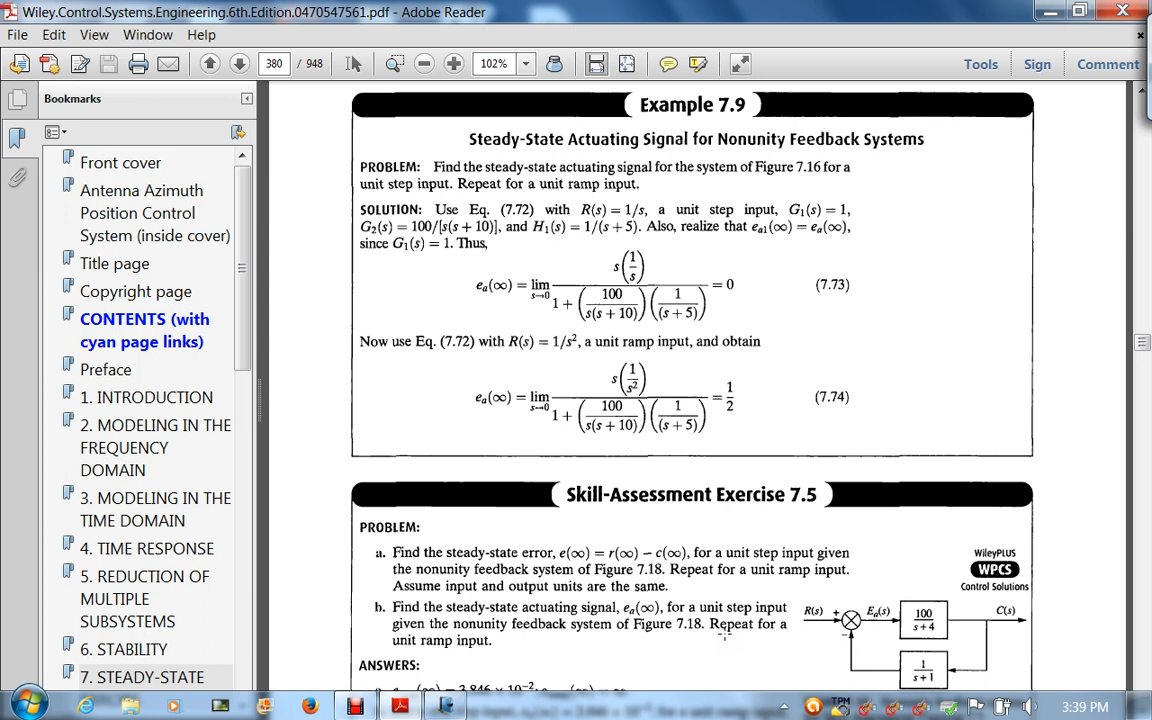 Wiley.Control.Systems.Engineering.6th.Edition.0470547561.pdf - Adobe Reader
File Edit View Window Help
380 / 948 102% Tools Sign Comment
Bookmarks
Front cover
Antenna Azimuth
Position Control
System (inside cover)
Title page
Copyright page
CONTENTS (with
cyan page links)
Preface
1. INTRODUCTION
2. MODELING IN THE
FREQUENCY
DOMAIN
3. MODELING IN THE
TIME DOMAIN
4. TIME RESPONSE
5. REDUCTION OF
MULTIPLE
SUBSYSTEMS
6. STABILITY
7. STEADY-STATE
Example 7.9
Steady-State Actuating Signal for Nonunity Feedback Systems
PROBLEM: Find the steady-state actuating signal for the system of Figure 7.16 for a
unit step input. Repeat for a unit ramp input.
SOLUTION: Use Eq. (7.72) with R(s) = 1/s, a unit step input, G₁(s) = 1,
G₂(s) = 100/[s(s + 10)], and H₁(s) = 1/(s + 5). Also, realize that eₐ₁(∞) = eₐ(∞),
since G₁(s) = 1. Thus,
eₐ(∞) = lim s→0 s(1/s) / (1 + (100/(s(s + 10)))(1/(s + 5))) = 0 (7.73)
Now use Eq. (7.72) with R(s) = 1/s², a unit ramp input, and obtain
eₐ(∞) = lim s→0 s(1/s²) / (1 + (100/(s(s + 10)))(1/(s + 5))) = 1/2 (7.74)
Skill-Assessment Exercise 7.5
PROBLEM:
a. Find the steady-state error, e(∞) = r(∞) − c(∞), for a unit step input given
the nonunity feedback system of Figure 7.18. Repeat for a unit ramp input.
Assume input and output units are the same.
b. Find the steady-state actuating signal, eₐ(∞), for a unit step input
given the nonunity feedback system of Figure 7.18. Repeat for a
unit ramp input.
ANSWERS:
WileyPLUS
WPCS
Control Solutions
R(s) + − Eₐ(s) 100/(s + 4) C(s)
1/(s + 1)
3:39 PM